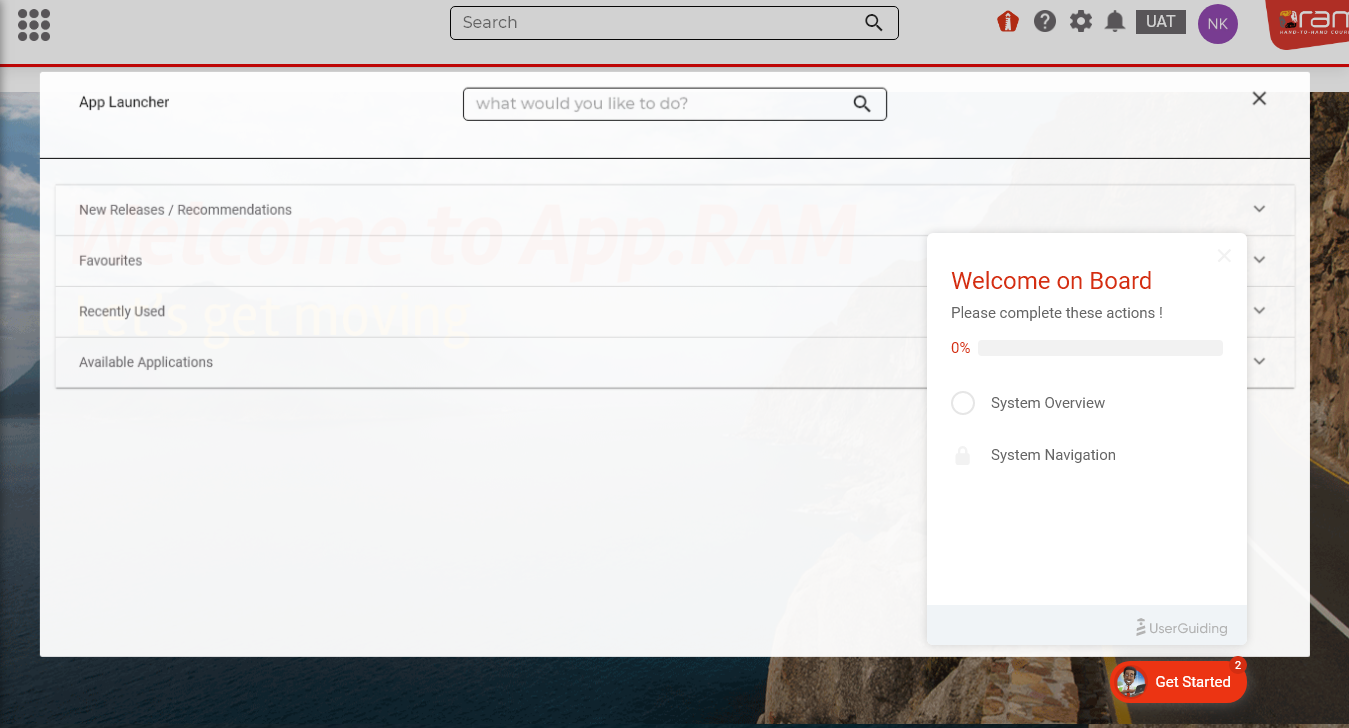 Search
UAT
NK
ram
HAND-TO-HAND COUR
App Launcher
what would you like to do?
New Releases / Recommendations
Welcome to App.RAM
Favourites
Recently Used
Let's get moving
Available Applications
Welcome on Board
Please complete these actions !
0%
System Overview
System Navigation
UserGuiding
2
Get Started